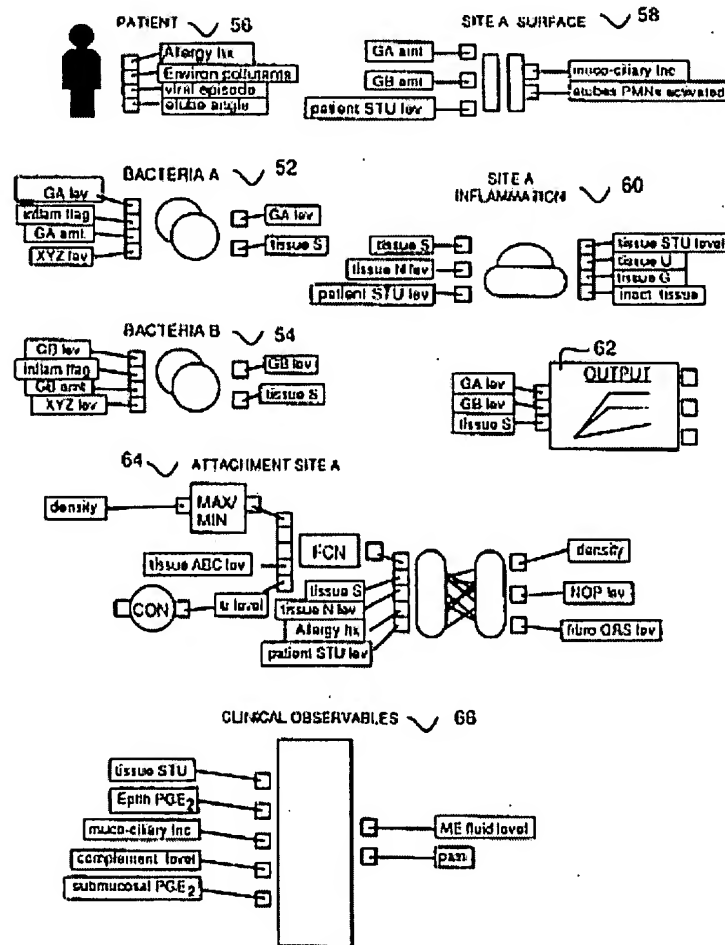 PATIENT 56
Allergy hx
Environ pollutants
viral episode
etube angle
SITE A SURFACE 58
GA amt
GB amt
patient STU lev
muco-ciliary Inc
etubes PMNs activated
BACTERIA A 52
GA lev
inflam flag
GA amt.
XYZ lev
GA lev
tissue S
SITE A
INFLAMMATION 60
tissue S
tissue N lev
patient STU lev
tissue STU level
tissue U
tissue G
inact. tissue
BACTERIA B 54
GB lev
inflam flag
GB amt
XYZ lev
GB lev
tissue S
62
OUTPUT
GA lev
GB lev
tissue S
64 ATTACHMENT SITE A
density
MAX/
MIN
tissue ABC lev
CON
level
FCN
tissue S
tissue N lev
Allergy hx
patient STU lev
density
NOP lev
fibro QRS lev
CLINICAL OBSERVABLES 66
tissue STU
Epith PGE2
muco-ciliary Inc
complement level
submucosal PGE2
ME fluid level
pain